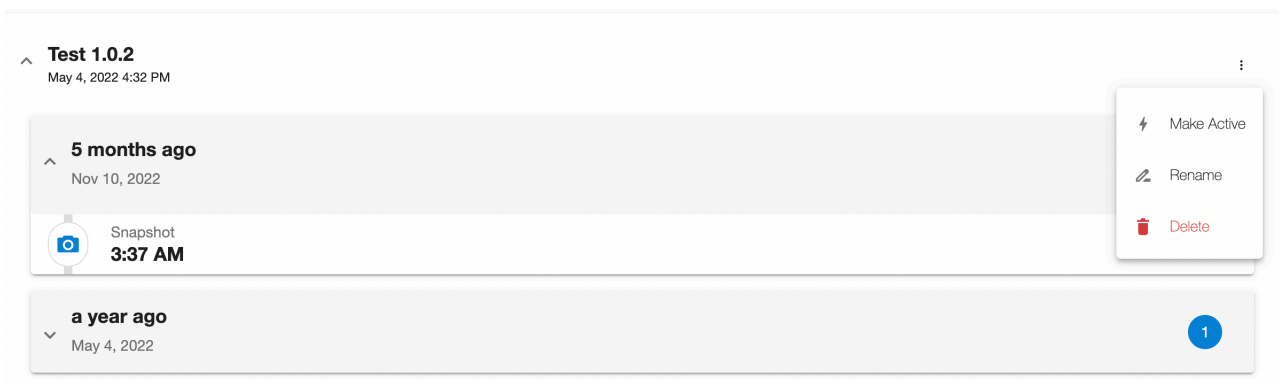 Test 1.0.2
May 4, 2022 4:32 PM
Make Active
Rename
Delete
5 months ago
Nov 10, 2022
Snapshot
3:37 AM
a year ago
May 4, 2022
1